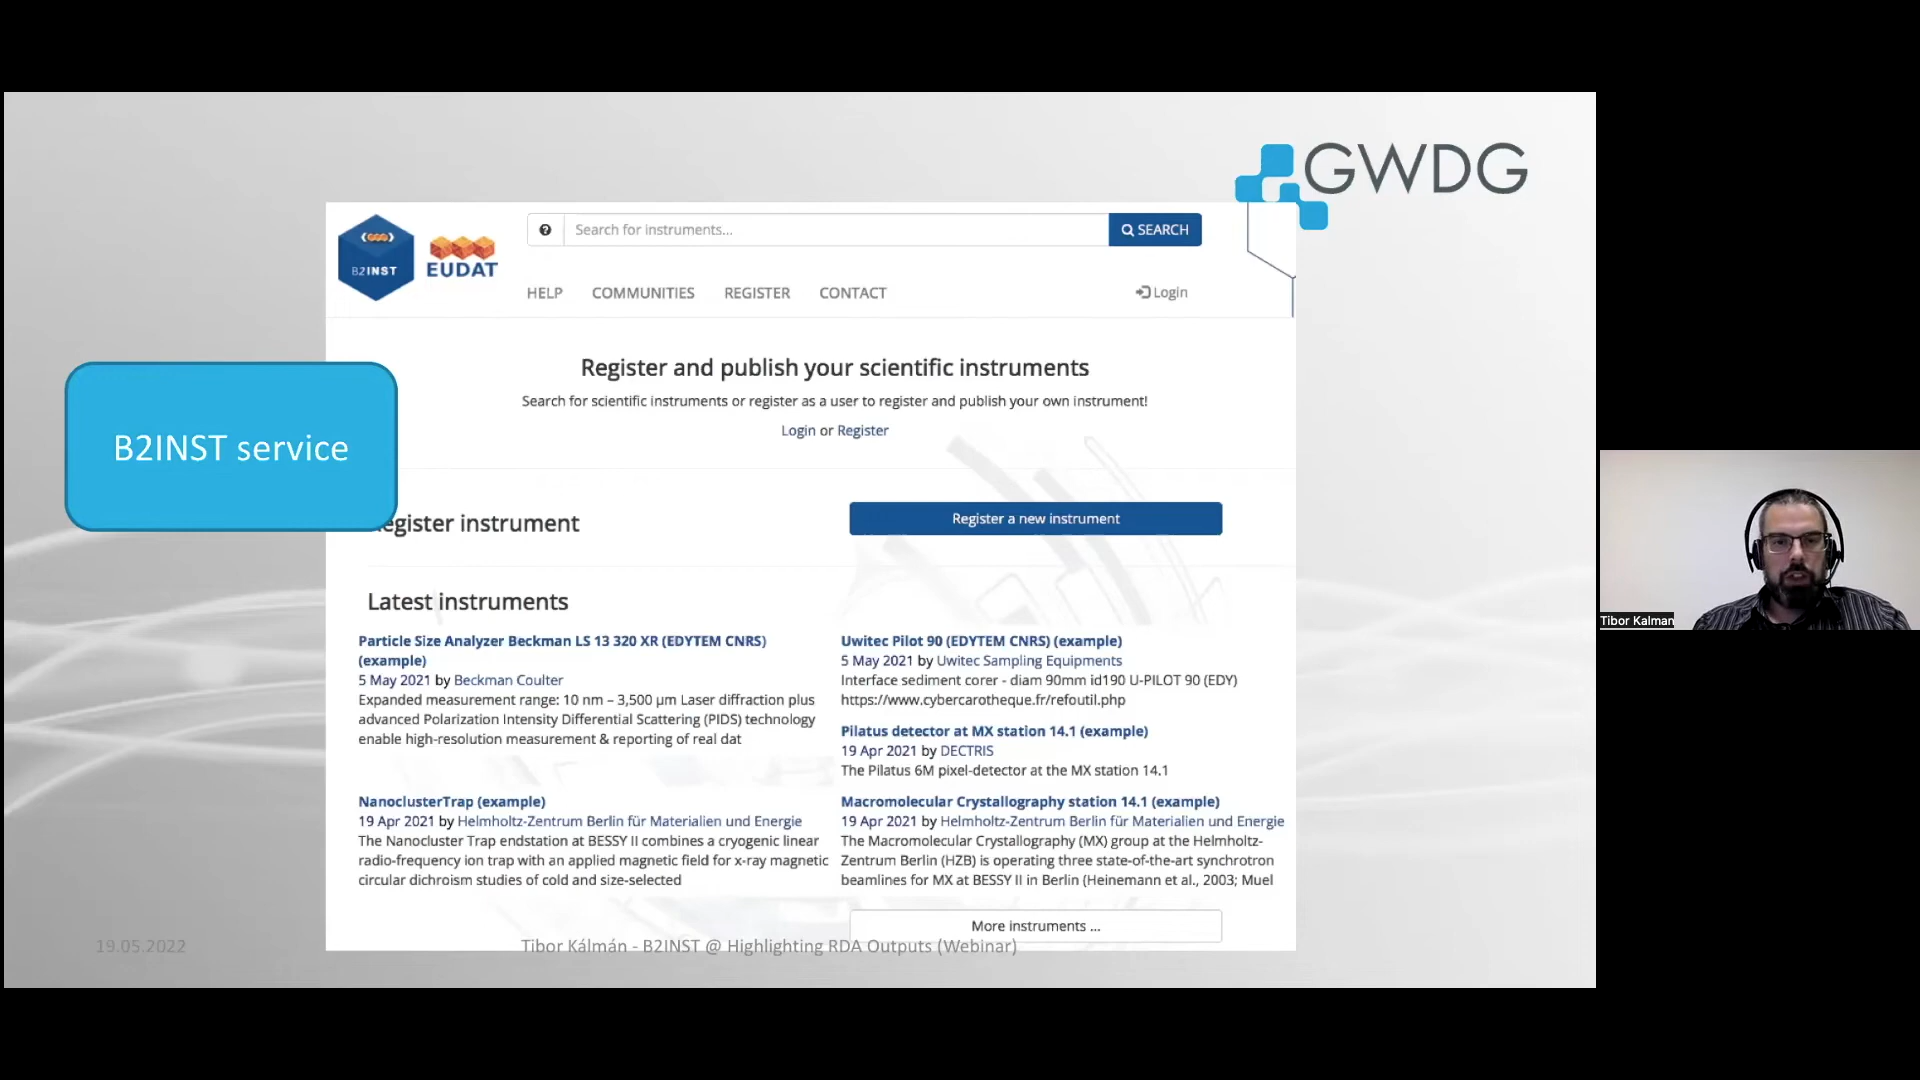 GWDG
B2INST
EUDAT
Search for instruments...
SEARCH
HELP COMMUNITIES REGISTER CONTACT
Login
Register and publish your scientific instruments
Search for scientific instruments or register as a user to register and publish your own instrument!
Login or Register
B2INST service
egister instrument
Register a new instrument
Latest instruments
Particle Size Analyzer Beckman LS 13 320 XR (EDYTEM CNRS)
(example)
5 May 2021 by Beckman Coulter
Expanded measurement range: 10 nm – 3,500 µm Laser diffraction plus
advanced Polarization Intensity Differential Scattering (PIDS) technology
enable high-resolution measurement & reporting of real dat
Uwitec Pilot 90 (EDYTEM CNRS) (example)
5 May 2021 by Uwitec Sampling Equipments
Interface sediment corer - diam 90mm id190 U-PILOT 90 (EDY)
https://www.cybercarotheque.fr/refoutil.php
Pilatus detector at MX station 14.1 (example)
19 Apr 2021 by DECTRIS
The Pilatus 6M pixel-detector at the MX station 14.1
NanoclusterTrap (example)
19 Apr 2021 by Helmholtz-Zentrum Berlin für Materialien und Energie
The Nanocluster Trap endstation at BESSY II combines a cryogenic linear
radio-frequency ion trap with an applied magnetic field for x-ray magnetic
circular dichroism studies of cold and size-selected
Macromolecular Crystallography station 14.1 (example)
19 Apr 2021 by Helmholtz-Zentrum Berlin für Materialien und Energie
The Macromolecular Crystallography (MX) group at the Helmholtz-
Zentrum Berlin (HZB) is operating three state-of-the-art synchrotron
beamlines for MX at BESSY II in Berlin (Heinemann et al., 2003; Muel
More instruments ...
19.05.2022
Tibor Kálmán - B2INST @ Highlighting RDA Outputs (Webinar)
Tibor Kalman